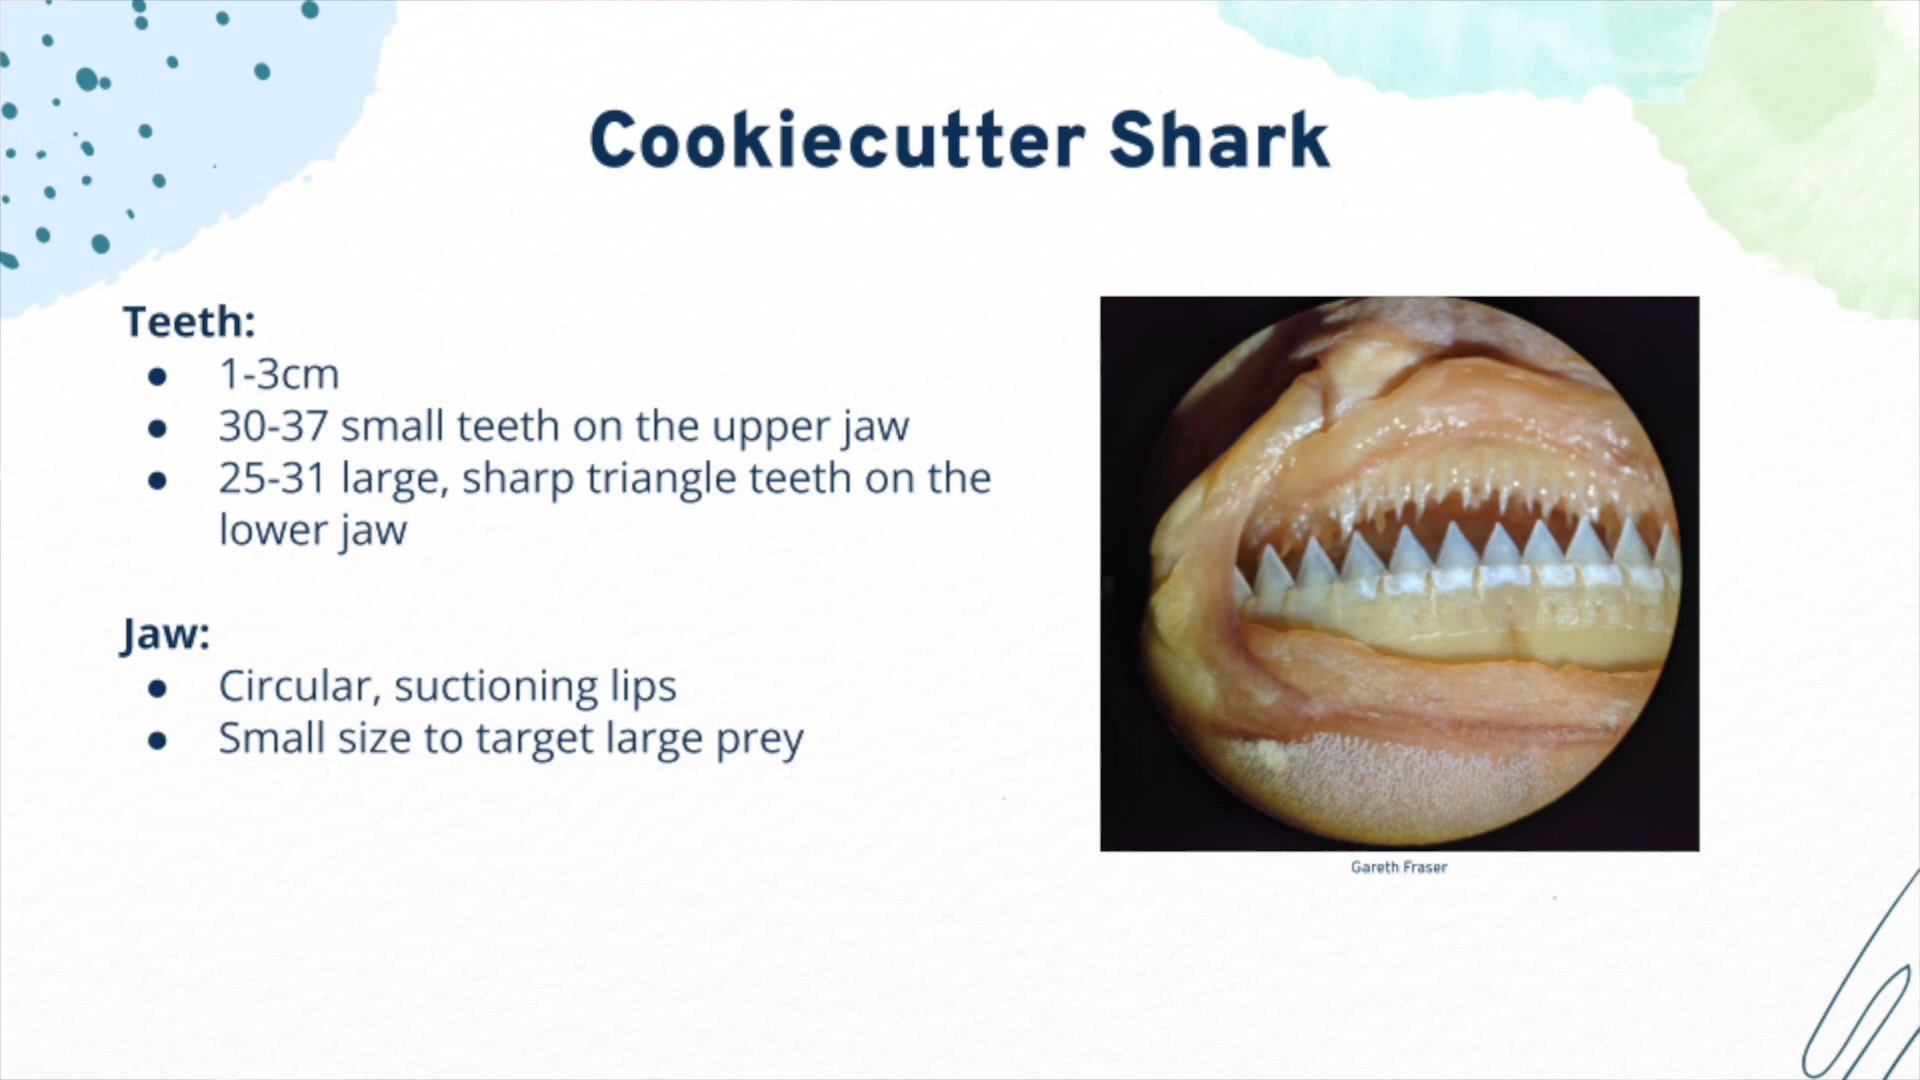 Cookiecutter Shark
Teeth:
● 1-3cm
● 30-37 small teeth on the upper jaw
● 25-31 large, sharp triangle teeth on the
lower jaw
Jaw:
● Circular, suctioning lips
● Small size to target large prey
Gareth Fraser